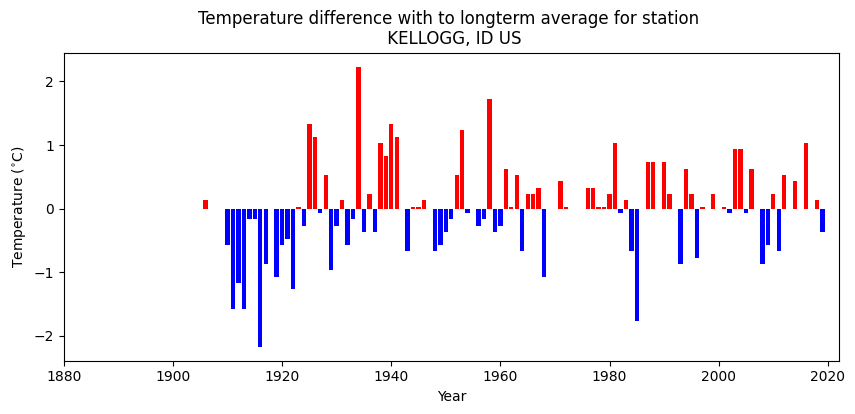 Temperature difference with to longterm average for station
KELLOGG, ID US
Temperature (°C)
2
1
0
−1
−2
1880 1900 1920 1940 1960 1980 2000 2020
Year